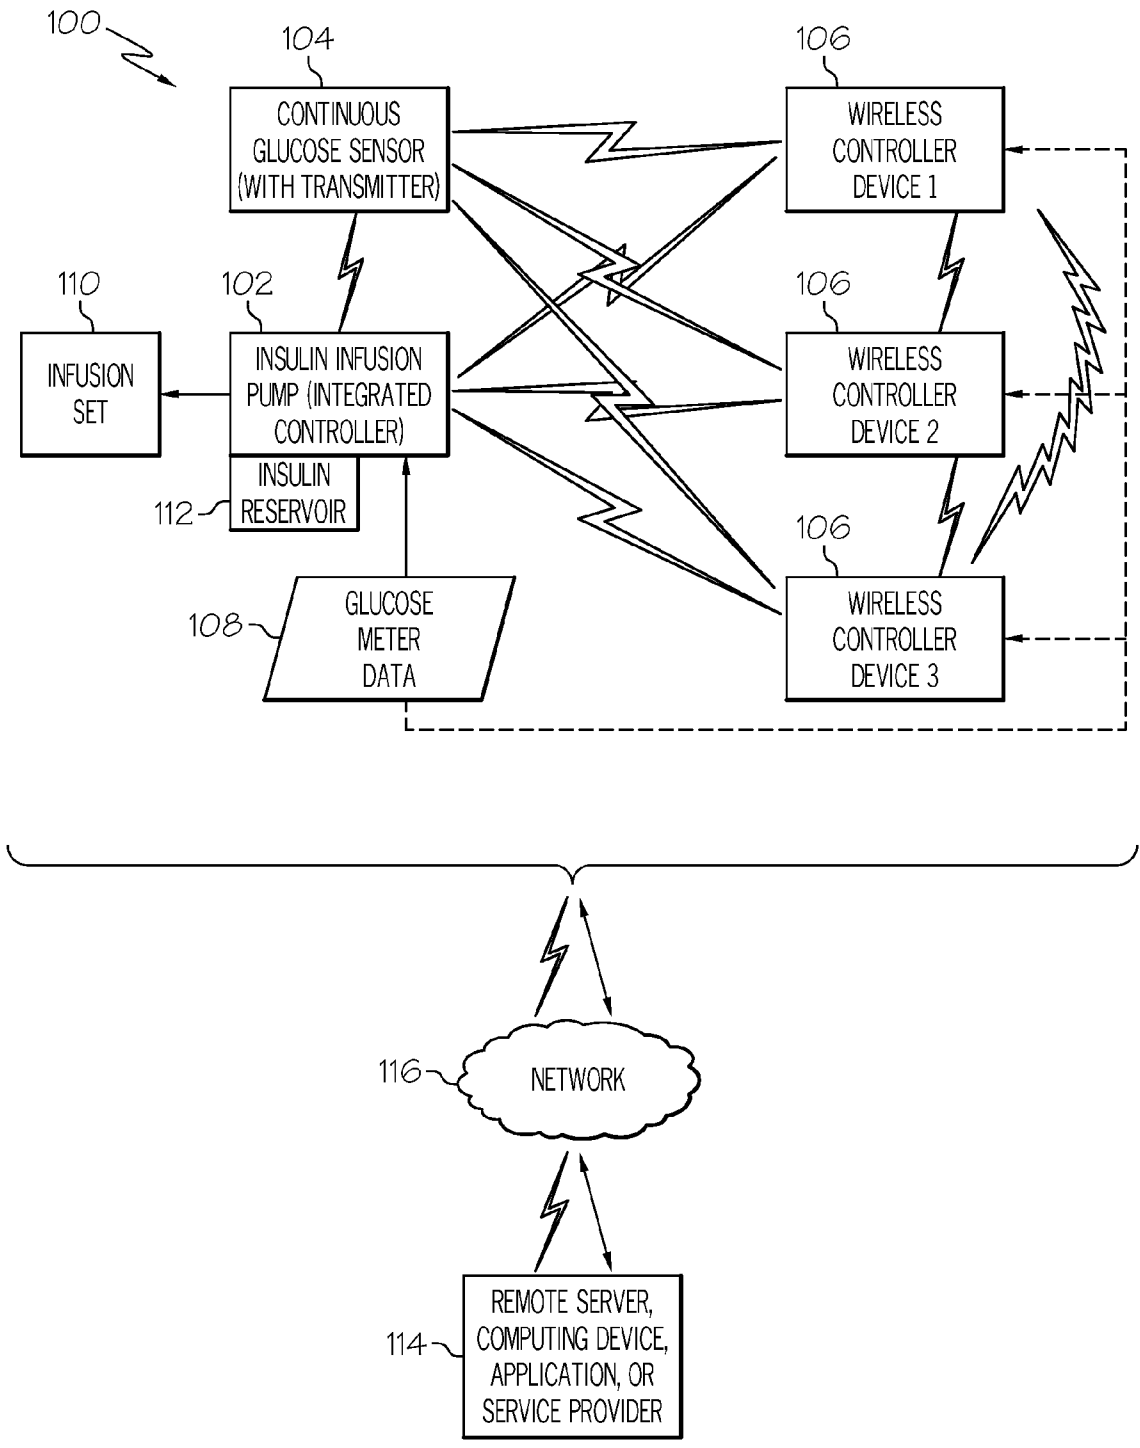 100
104
CONTINUOUS
GLUCOSE SENSOR
(WITH TRANSMITTER)
106
WIRELESS
CONTROLLER
DEVICE 1
110
INFUSION
SET
102
INSULIN INFUSION
PUMP (INTEGRATED
CONTROLLER)
106
WIRELESS
CONTROLLER
DEVICE 2
112
INSULIN
RESERVOIR
108
GLUCOSE
METER
DATA
106
WIRELESS
CONTROLLER
DEVICE 3
116
NETWORK
114
REMOTE SERVER,
COMPUTING DEVICE,
APPLICATION, OR
SERVICE PROVIDER